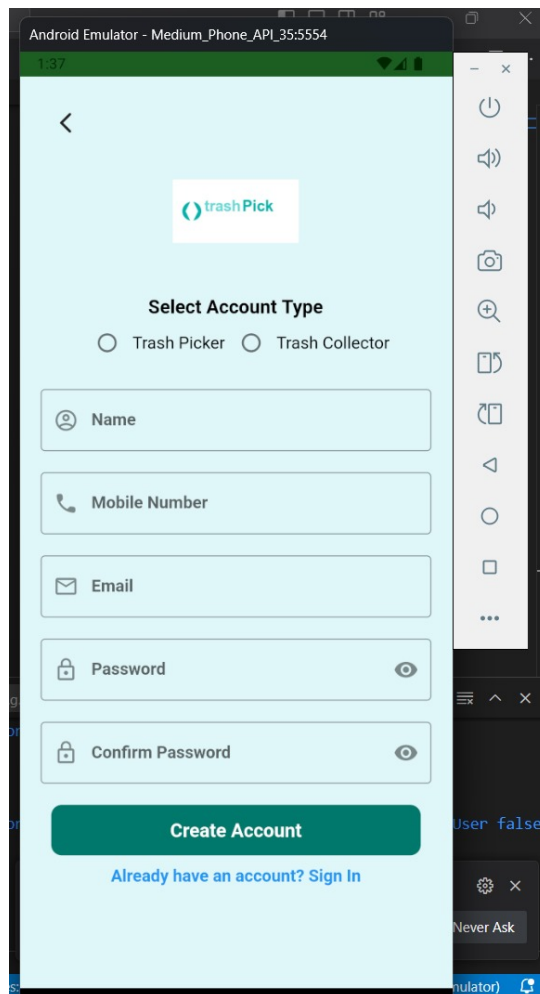 Android Emulator - Medium_Phone_API_35:5554
1:37
trashPick
Select Account Type
Trash Picker Trash Collector
Name
Mobile Number
Email
Password
Confirm Password
Create Account
User false
Already have an account? Sign In
Never Ask
mulator)